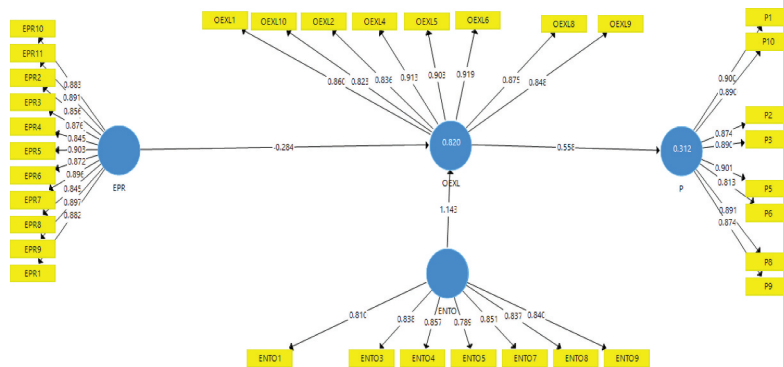 OEXL1 OEXL10 OEXL2 OEXL4 OEXL5 OEXL6 OEXL8 OEXL9
P1
P10
P2
P3
P5
P6
P8
P9
EPR10
EPR11
EPR2
EPR3
EPR4
EPR5
EPR6
EPR7
EPR8
EPR9
EPR1
0.883
0.891
0.856
0.876
0.845
0.903
0.872
0.896
0.845
0.897
0.882
0.860 0.823 0.836 0.913 0.903 0.919 0.875 0.848
0.900
0.890
0.874
0.890
0.901
0.813
0.891
0.874
EPR
-0.284
0.820
OEXL
0.558
0.312
P
1.143
ENTO
0.810 0.838 0.857 0.789 0.851 0.837 0.840
ENTO1 ENTO3 ENTO4 ENTO5 ENTO7 ENTO8 ENTO9